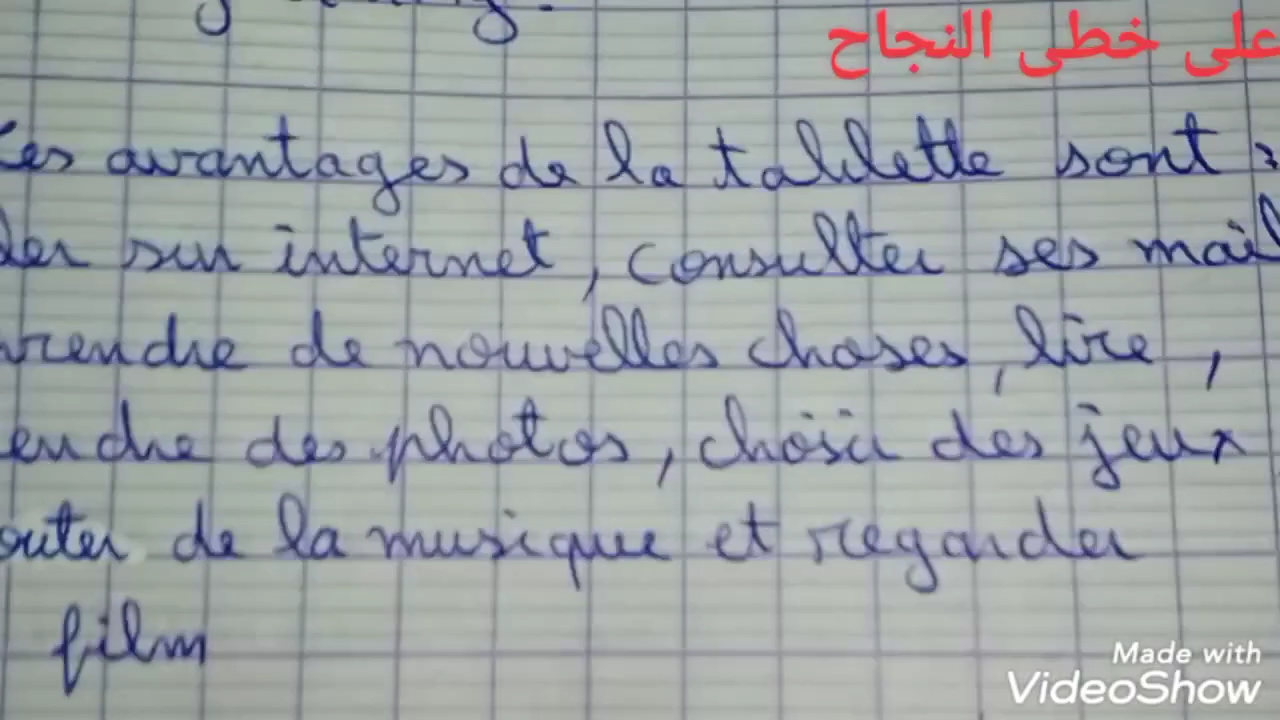 على خطى النجاح
Les avantages de la tablette sont :
der sur internet, consulter ses mail
rendre de nouvelles choses, lire,
endre des photos, choisir des jeux
outer de la musique et regarder
film
Made with
VideoShow